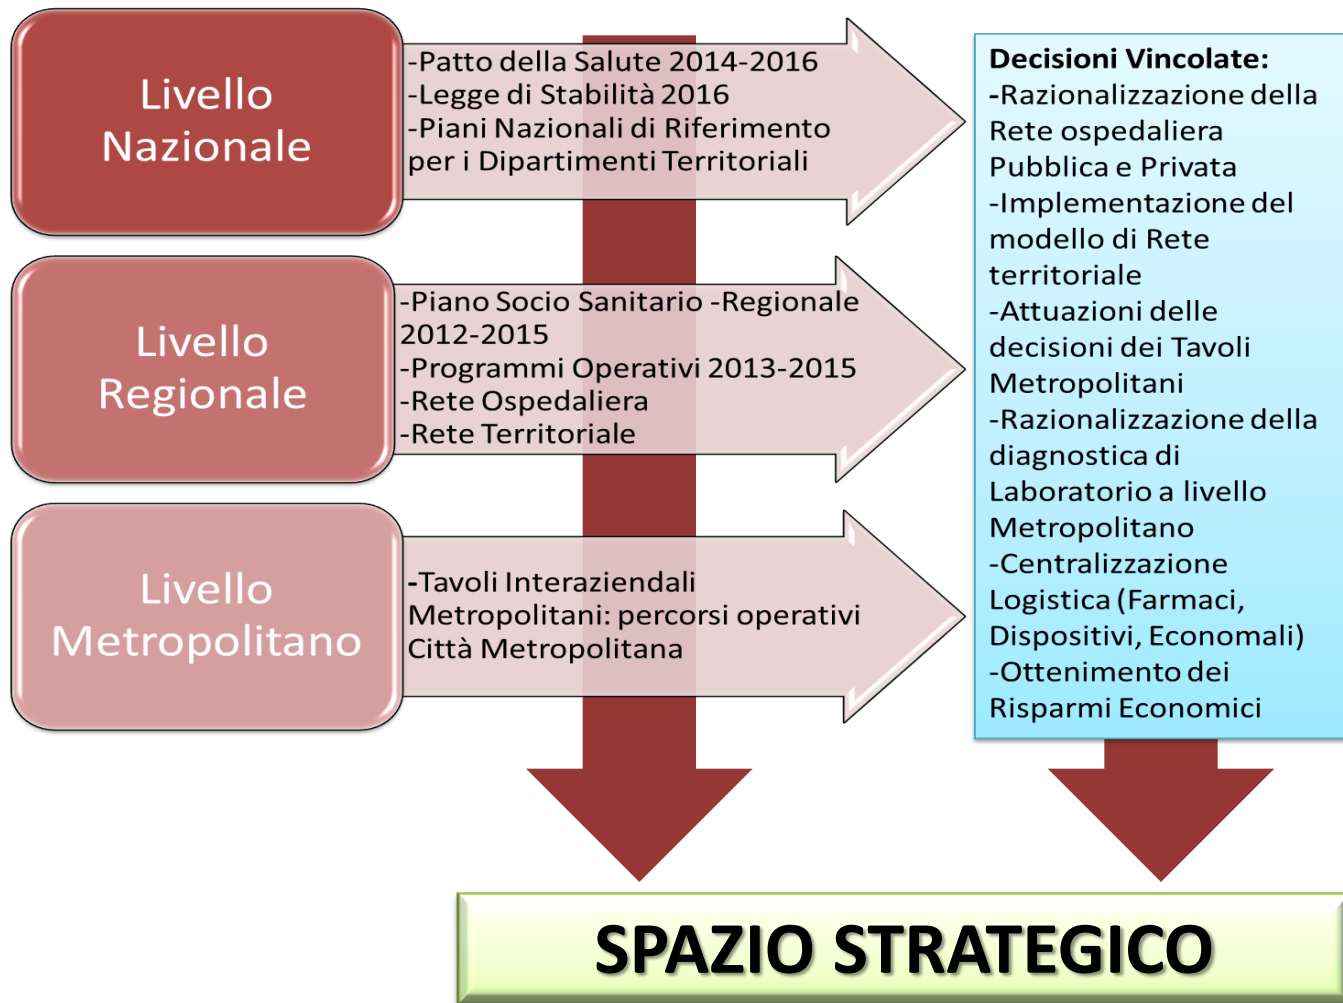 Livello
Nazionale
-Patto della Salute 2014-2016
-Legge di Stabilità 2016
-Piani Nazionali di Riferimento
per i Dipartimenti Territoriali
Livello
Regionale
-Piano Socio Sanitario -Regionale
2012-2015
-Programmi Operativi 2013-2015
-Rete Ospedaliera
-Rete Territoriale
Livello
Metropolitano
-Tavoli Interaziendali
Metropolitani: percorsi operativi
Città Metropolitana
Decisioni Vincolate:
-Razionalizzazione della
Rete ospedaliera
Pubblica e Privata
-Implementazione del
modello di Rete
territoriale
-Attuazioni delle
decisioni dei Tavoli
Metropolitani
-Razionalizzazione della
diagnostica di
Laboratorio a livello
Metropolitano
-Centralizzazione
Logistica (Farmaci,
Dispositivi, Economali)
-Ottenimento dei
Risparmi Economici
SPAZIO STRATEGICO